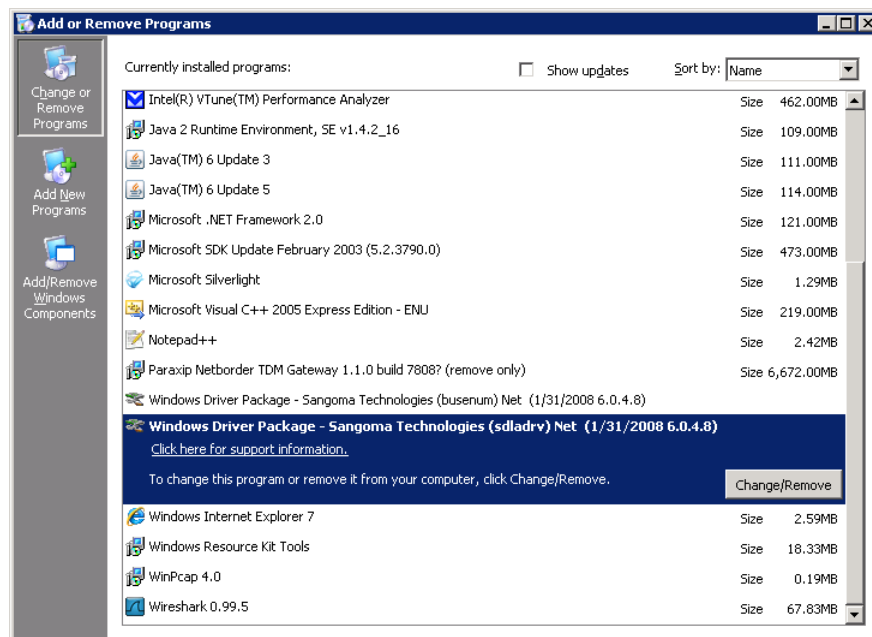 Add or Remove Programs
Change or
Remove
Programs
Add New
Programs
Add/Remove
Windows
Components
Currently installed programs:
Show updates
Sort by: Name
Intel(R) VTune(TM) Performance Analyzer Size 462.00MB
Java 2 Runtime Environment, SE v1.4.2_16 Size 109.00MB
Java(TM) 6 Update 3 Size 111.00MB
Java(TM) 6 Update 5 Size 114.00MB
Microsoft .NET Framework 2.0 Size 121.00MB
Microsoft SDK Update February 2003 (5.2.3790.0) Size 473.00MB
Microsoft Silverlight Size 1.29MB
Microsoft Visual C++ 2005 Express Edition - ENU Size 219.00MB
Notepad++ Size 2.42MB
Paraxip Netborder TDM Gateway 1.1.0 build 7808? (remove only) Size 6,672.00MB
Windows Driver Package - Sangoma Technologies (busenum) Net (1/31/2008 6.0.4.8)
Windows Driver Package - Sangoma Technologies (sdladrv) Net (1/31/2008 6.0.4.8)
Click here for support information.
To change this program or remove it from your computer, click Change/Remove.
Change/Remove
Windows Internet Explorer 7 Size 2.59MB
Windows Resource Kit Tools Size 18.33MB
WinPcap 4.0 Size 0.19MB
Wireshark 0.99.5 Size 67.83MB